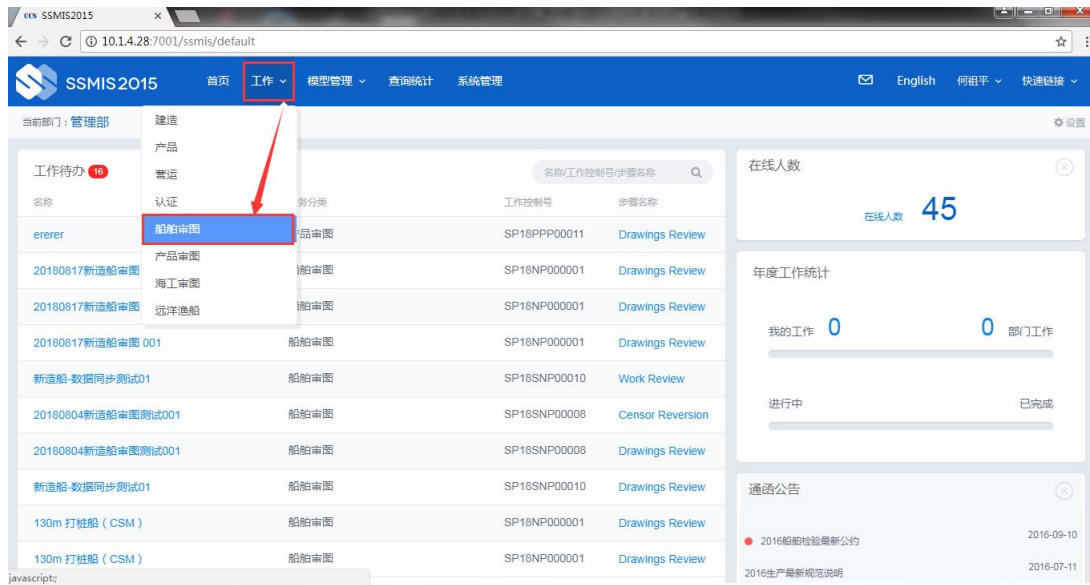 CCS SSMIS2015
10.1.4.28:7001/ssmis/default
SSMIS2015 首页 工作 模型管理 查询统计 系统管理 English 何祖平 快速链接
当前部门：管理部 设置
建造
产品
营运
认证
船舶审图
产品审图
海工审图
远洋渔船
工作待办 16 名称/工作控制号/步骤名称
名称 务分类 工作控制号 步骤名称
ererer 品审图 SP18PPP00011 Drawings Review
20180817新造船审图 舶审图 SP18NP000001 Drawings Review
20180817新造船审图 舶审图 SP18NP000001 Drawings Review
20180817新造船审图 001 船舶审图 SP18NP000001 Drawings Review
新造船-数据同步测试01 船舶审图 SP18SNP00010 Work Review
20180804新造船审图测试001 船舶审图 SP18SNP00008 Censor Reversion
20180804新造船审图测试001 船舶审图 SP18SNP00008 Drawings Review
新造船-数据同步测试01 船舶审图 SP18SNP00010 Drawings Review
130m 打桩船（CSM） 船舶审图 SP18NP000001 Drawings Review
130m 打桩船（CSM） 船舶审图 SP18NP000001 Drawings Review
在线人数
在线人数 45
年度工作统计
我的工作 0 0 部门工作
进行中 已完成
通函公告
2016船舶检验最新公约 2016-09-10
2016生产最新规范说明 2016-07-11
javascript:;